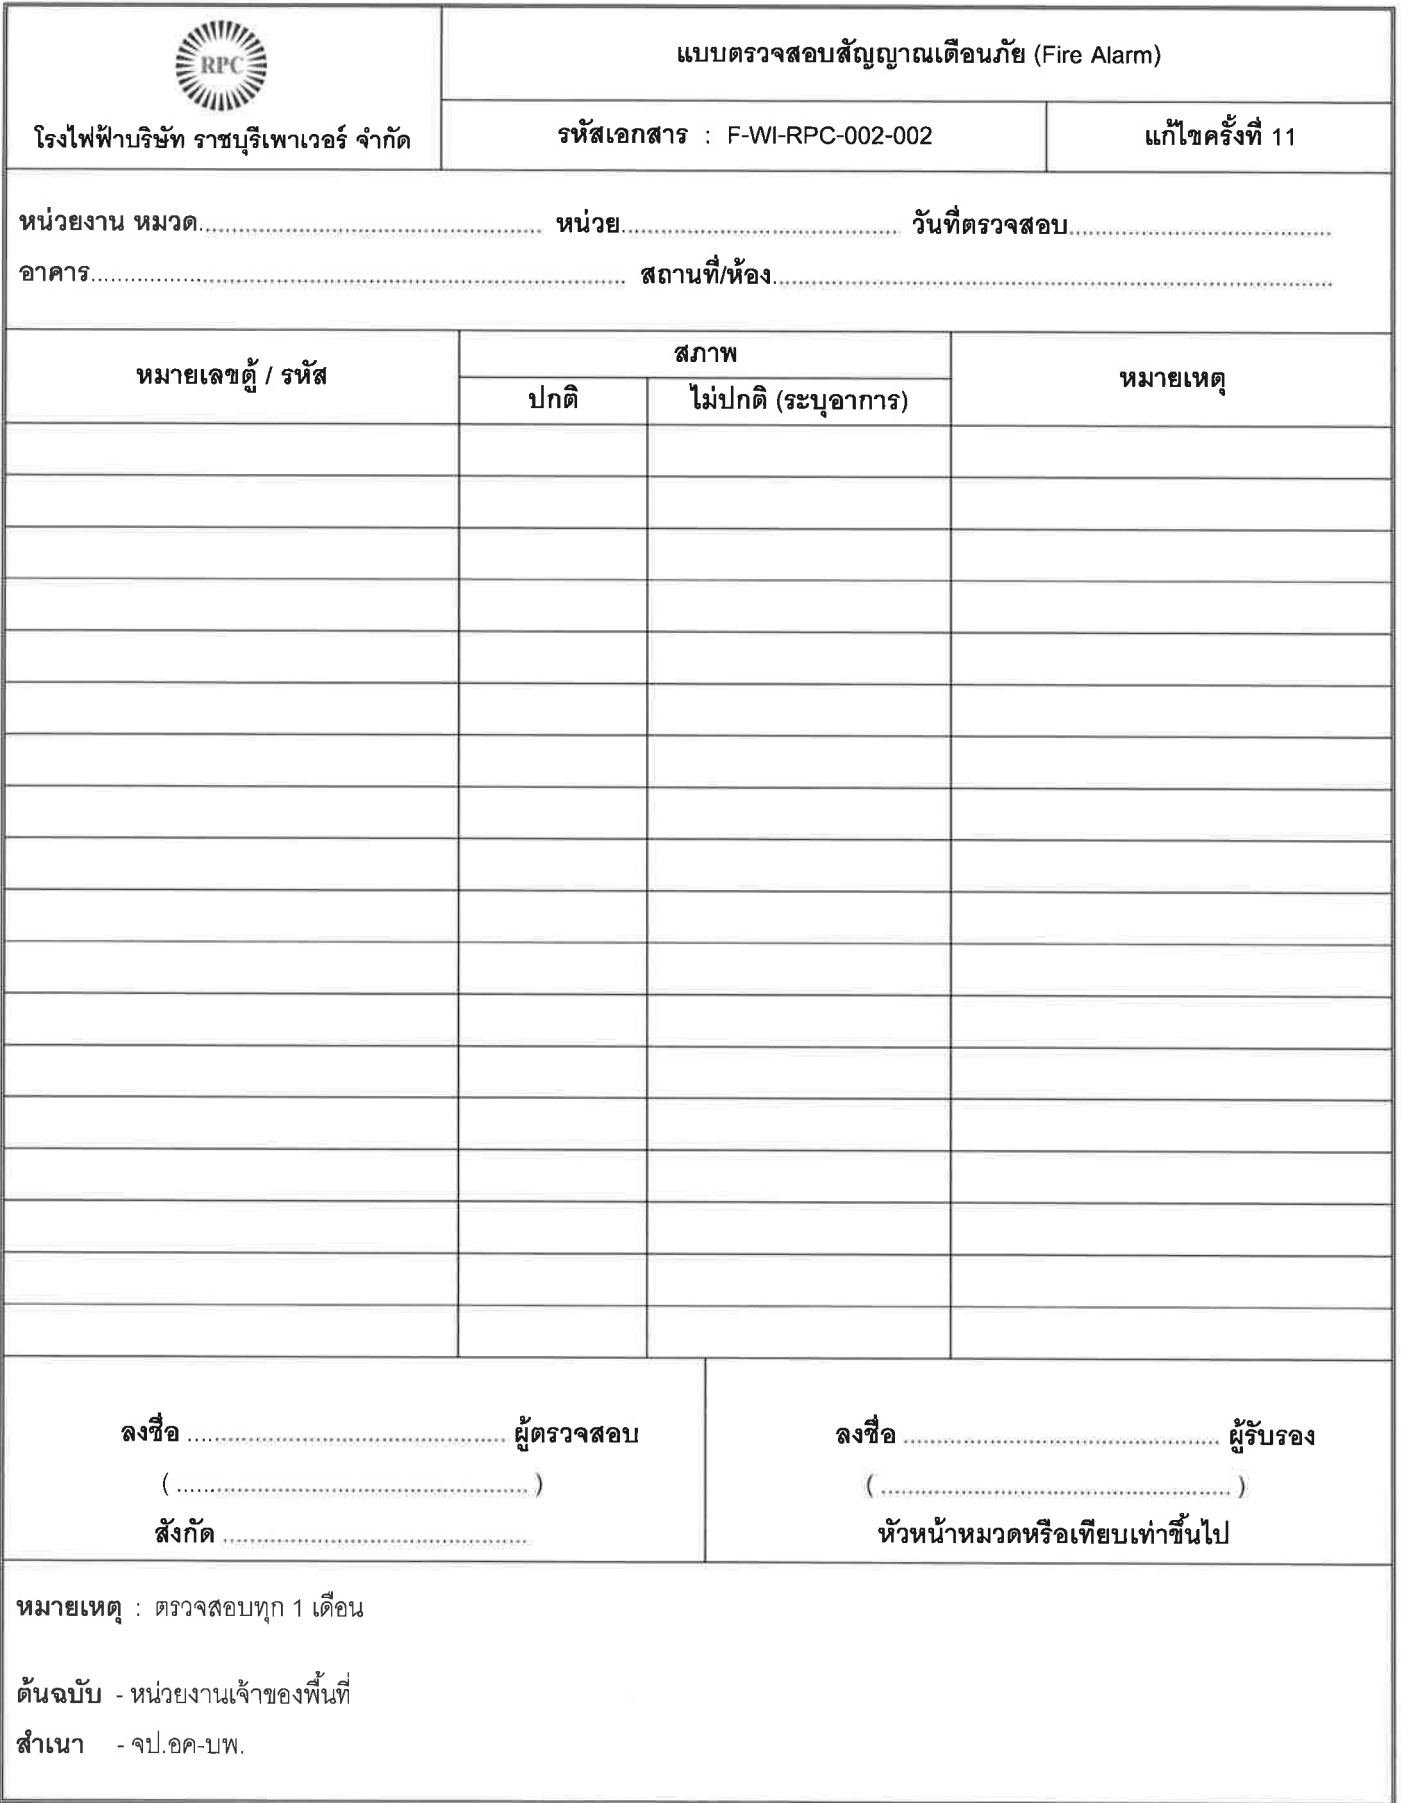 RPC
โรงไฟฟ้าบริษัท ราชบุรีเพาเวอร์ จำกัด
แบบตรวจสอบสัญญาณเตือนภัย (Fire Alarm)
รหัสเอกสาร : F-WI-RPC-002-002
แก้ไขครั้งที่ 11
หน่วยงาน หมวด.................................................. หน่วย.......................................... วันที่ตรวจสอบ.......................................
อาคาร................................................................................ สถานที่/ห้อง...................................................................................
หมายเลขตู้ / รหัส
สภาพ
หมายเหตุ
ปกติ
ไม่ปกติ (ระบุอาการ)
ลงชื่อ ................................................ ผู้ตรวจสอบ
( ..................................................... )
สังกัด ..............................................
ลงชื่อ ................................................ ผู้รับรอง
( ..................................................... )
หัวหน้าหมวดหรือเทียบเท่าขึ้นไป
หมายเหตุ : ตรวจสอบทุก 1 เดือน
ต้นฉบับ - หน่วยงานเจ้าของพื้นที่
สำเนา - จป.อค-บพ.